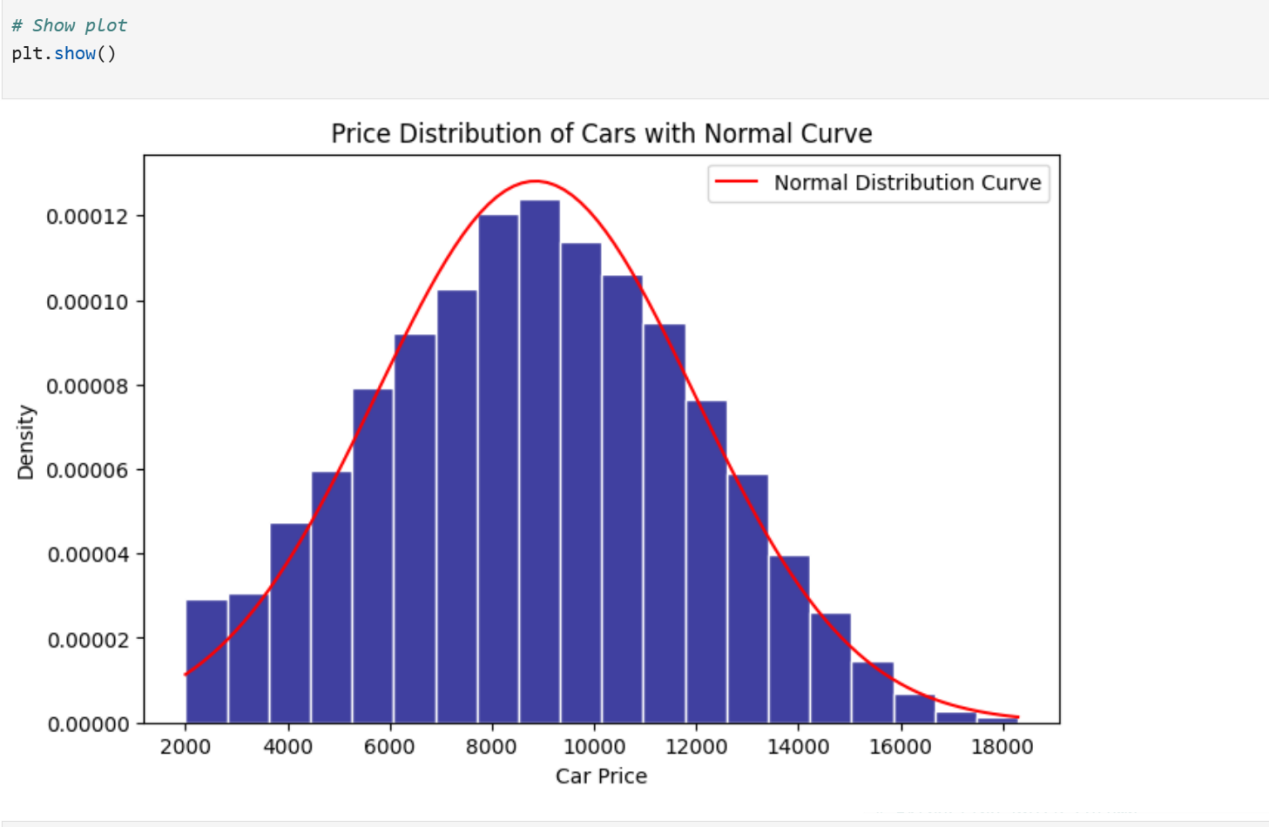 # Show plot
plt.show()
Price Distribution of Cars with Normal Curve
Normal Distribution Curve
0.00012
0.00010
0.00008
0.00006
0.00004
0.00002
0.00000
Density
2000 4000 6000 8000 10000 12000 14000 16000 18000
Car Price